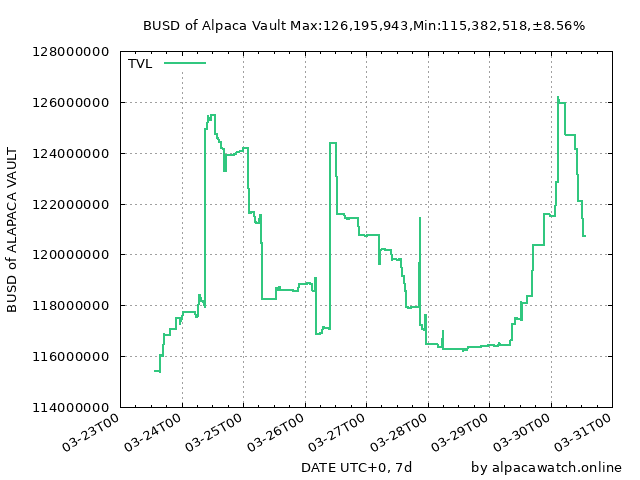 BUSD of Alpaca Vault Max:126,195,943,Min:115,382,518,±8.56%
TVL
128000000
126000000
124000000
122000000
120000000
118000000
116000000
114000000
BUSD of ALAPACA VAULT
03-23T00
03-24T00
03-25T00
03-26T00
03-27T00
03-28T00
03-29T00
03-30T00
03-31T00
DATE UTC+0, 7d
by alpacawatch.online